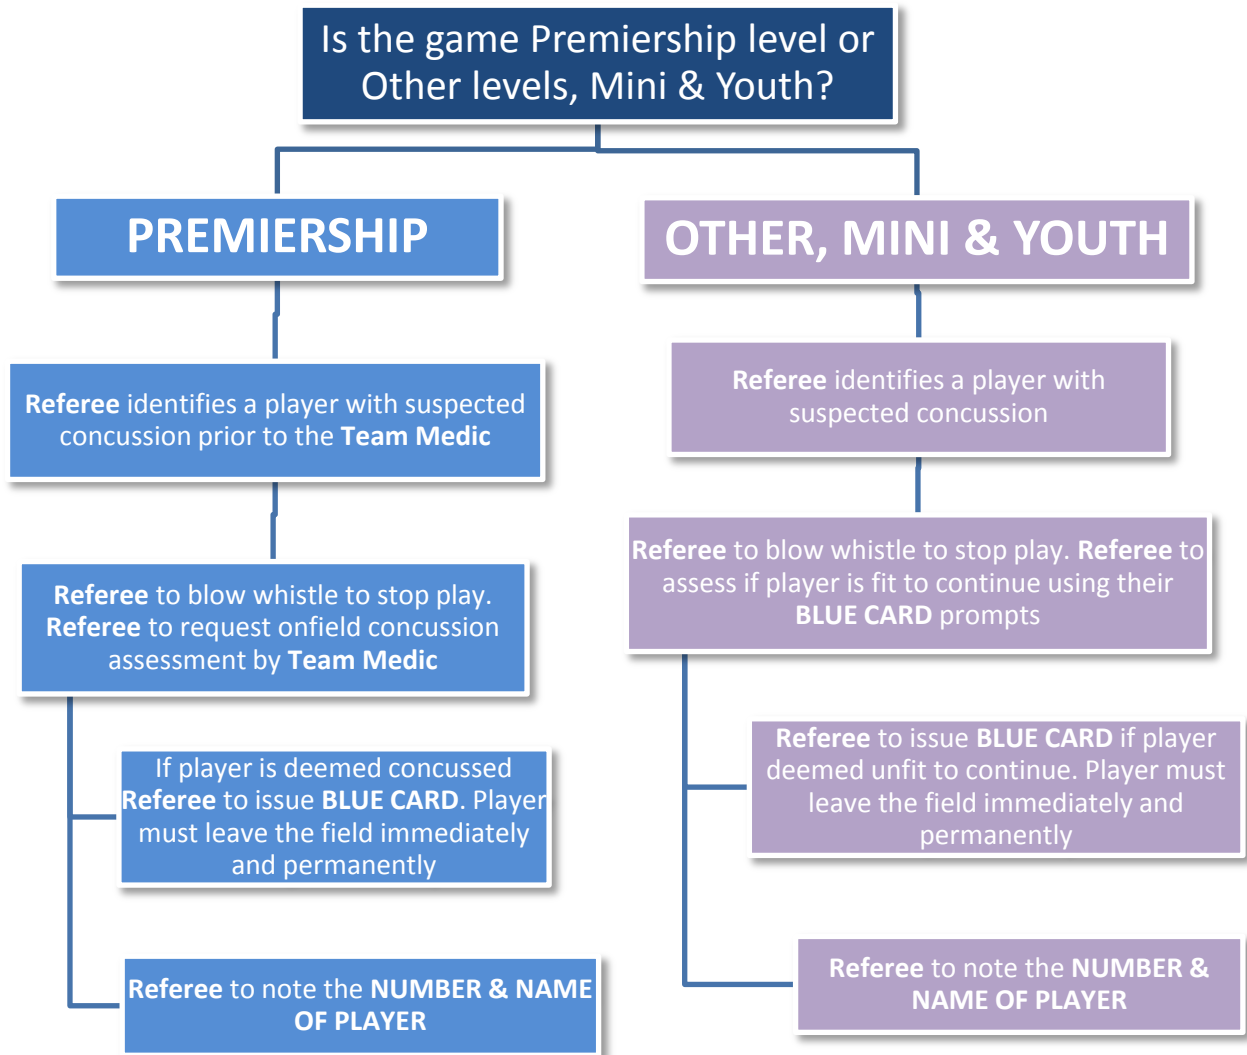 Is the game Premiership level or
Other levels, Mini & Youth?
PREMIERSHIP
Referee identifies a player with suspected
concussion prior to the Team Medic
Referee to blow whistle to stop play.
Referee to request onfield concussion
assessment by Team Medic
If player is deemed concussed
Referee to issue BLUE CARD. Player
must leave the field immediately
and permanently
Referee to note the NUMBER & NAME
OF PLAYER
OTHER, MINI & YOUTH
Referee identifies a player with
suspected concussion
Referee to blow whistle to stop play. Referee to
assess if player is fit to continue using their
BLUE CARD prompts
Referee to issue BLUE CARD if player
deemed unfit to continue. Player must
leave the field immediately and
permanently
Referee to note the NUMBER &
NAME OF PLAYER